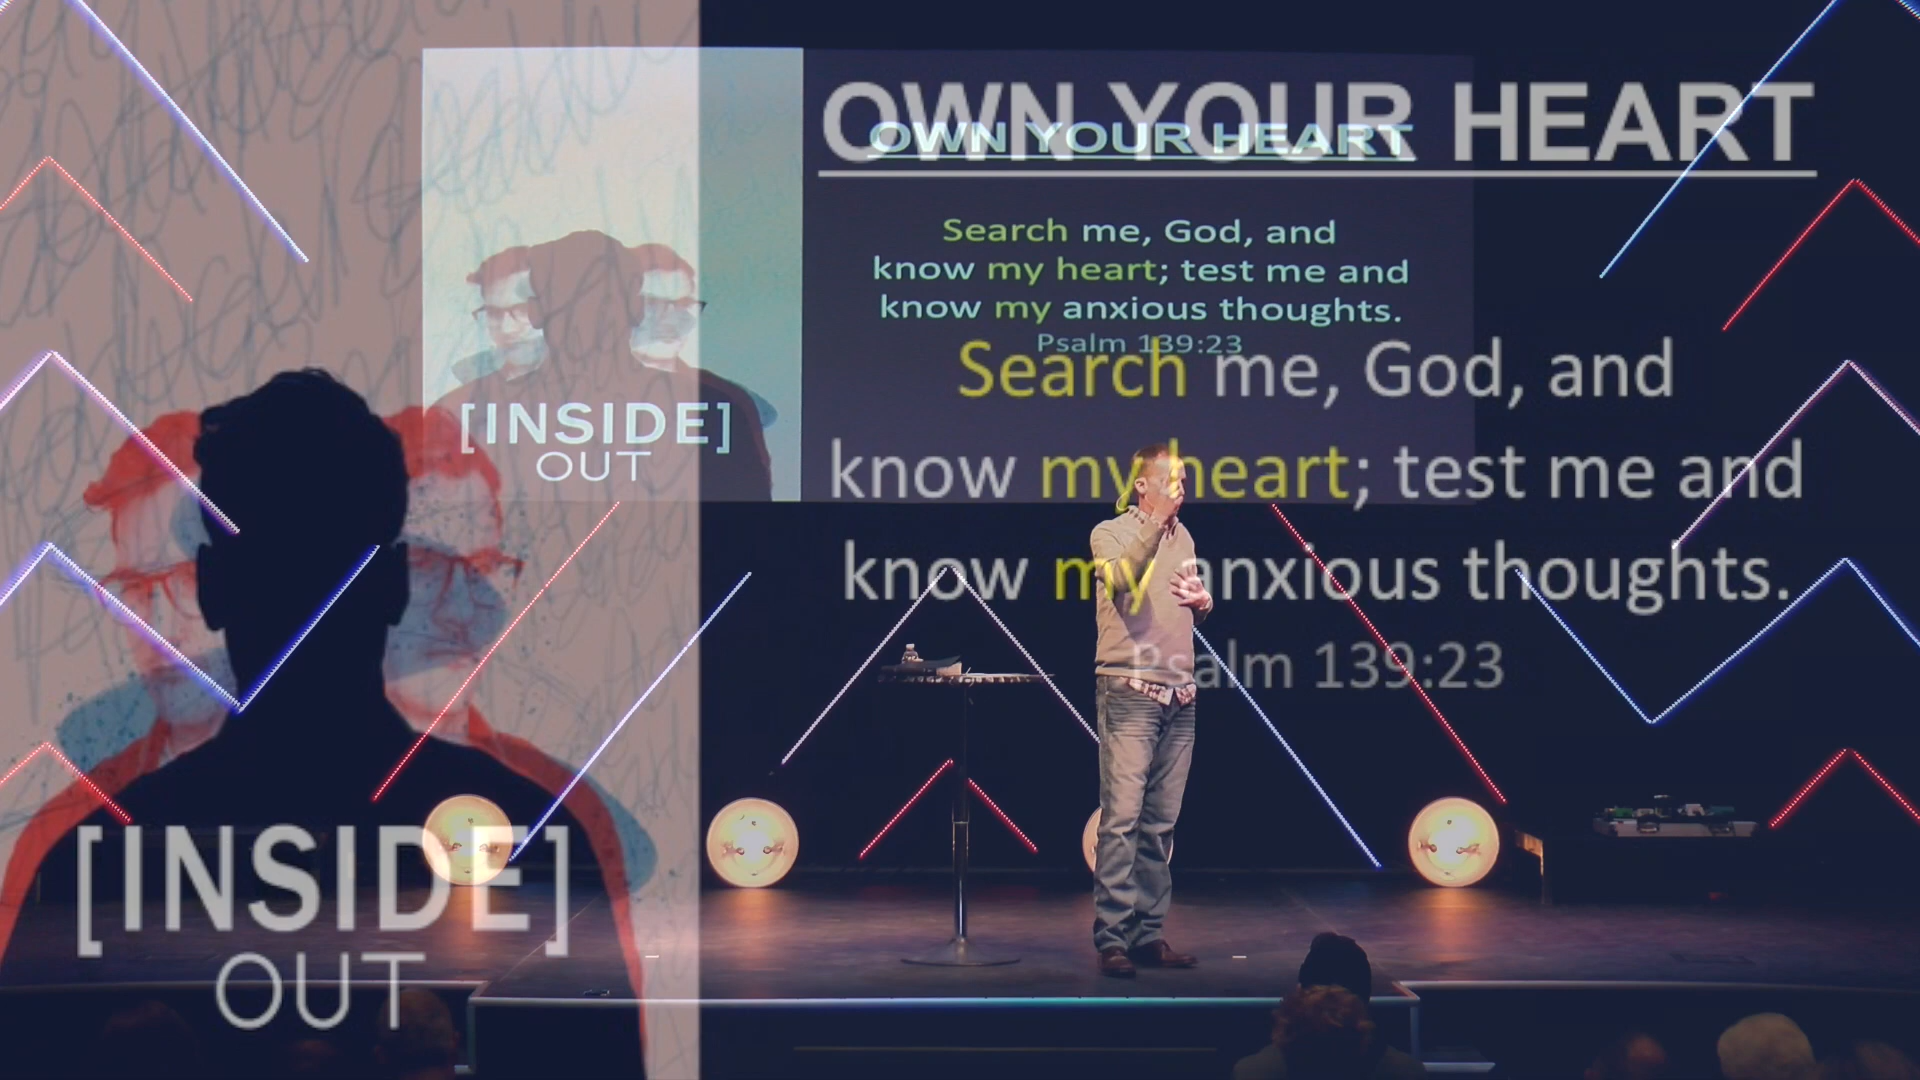 OWN YOUR HEART
Search me, God, and
know my heart; test me and
know my anxious thoughts.
Psalm 139:23
[INSIDE]
OUT
OWN YOUR HEART
Search me, God, and
know my heart; test me and
know my anxious thoughts.
Psalm 139:23
[INSIDE]
OUT